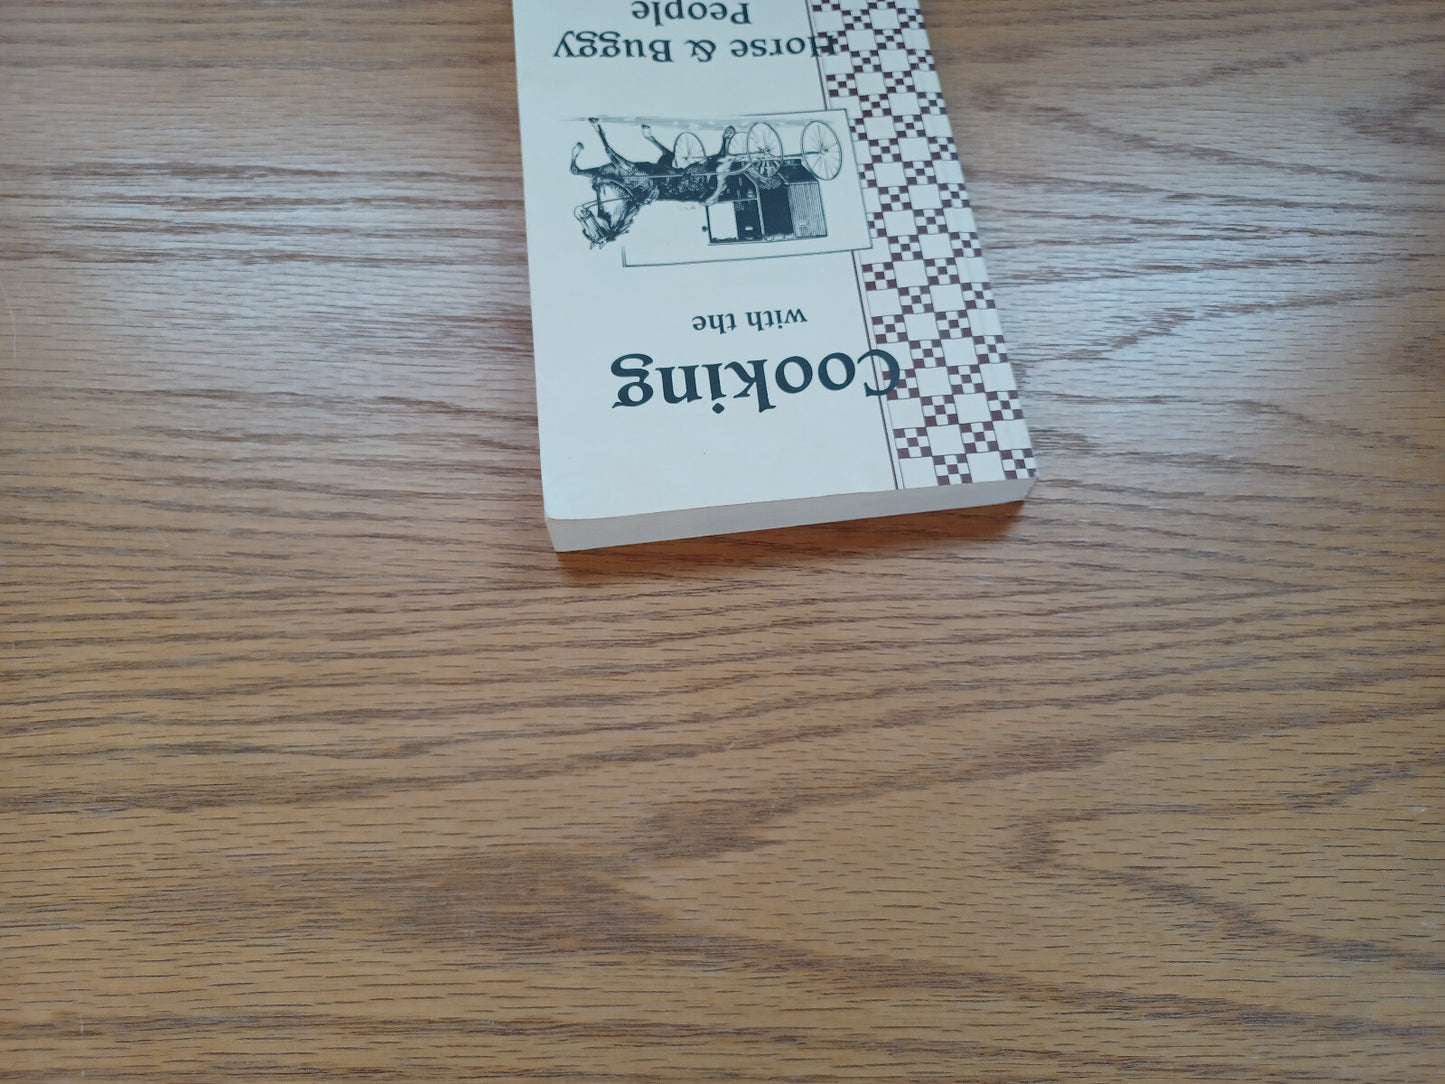 Cooking
with the
Horse & Buggy
People